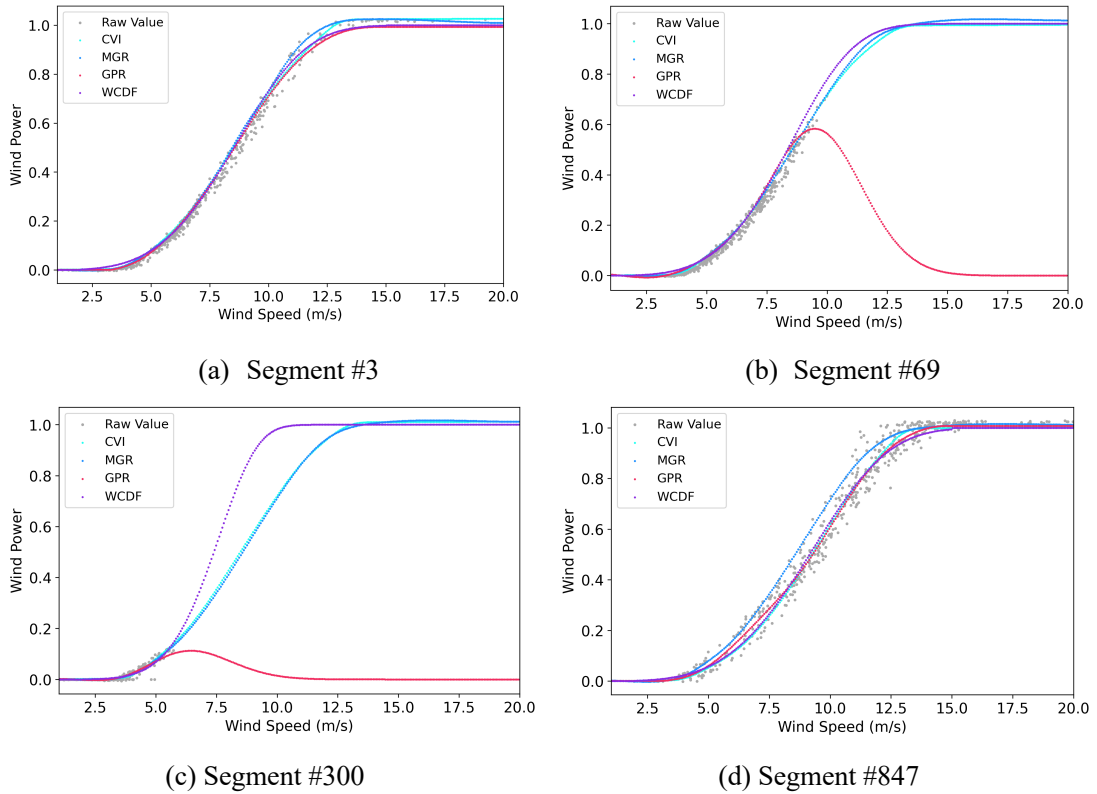 Raw Value
CVI
MGR
GPR
WCDF
1.0
0.8
0.6
0.4
0.2
0.0
Wind Power
2.5 5.0 7.5 10.0 12.5 15.0 17.5 20.0
Wind Speed (m/s)
(a) Segment #3
Raw Value
CVI
MGR
GPR
WCDF
1.0
0.8
0.6
0.4
0.2
0.0
Wind Power
2.5 5.0 7.5 10.0 12.5 15.0 17.5 20.0
Wind Speed (m/s)
(b) Segment #69
Raw Value
CVI
MGR
GPR
WCDF
1.0
0.8
0.6
0.4
0.2
0.0
Wind Power
2.5 5.0 7.5 10.0 12.5 15.0 17.5 20.0
Wind Speed (m/s)
(c) Segment #300
Raw Value
CVI
MGR
GPR
WCDF
1.0
0.8
0.6
0.4
0.2
0.0
Wind Power
2.5 5.0 7.5 10.0 12.5 15.0 17.5 20.0
Wind Speed (m/s)
(d) Segment #847